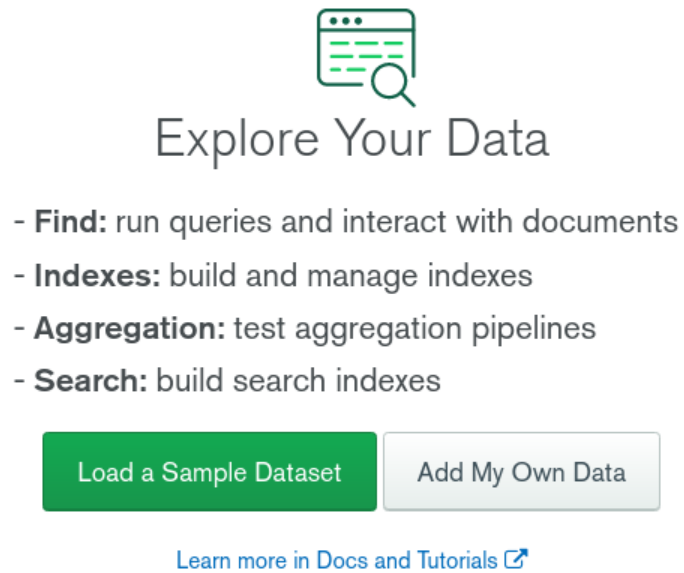 Explore Your Data
- Find: run queries and interact with documents
- Indexes: build and manage indexes
- Aggregation: test aggregation pipelines
- Search: build search indexes
Load a Sample Dataset
Add My Own Data
Learn more in Docs and Tutorials